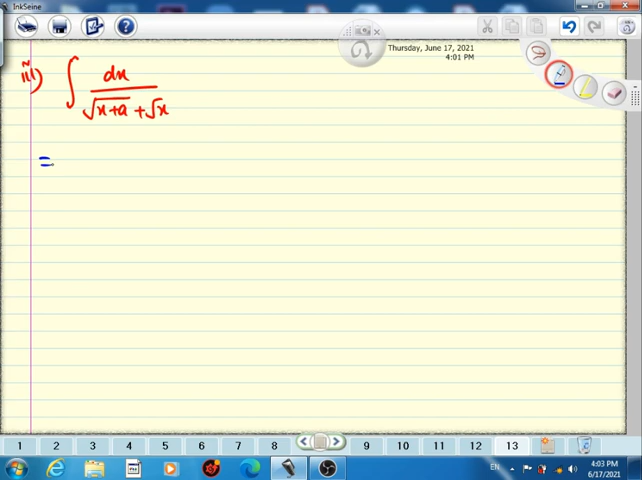 InkSeine
Thursday, June 17, 2021
4:01 PM
iii) ∫ dx / (√(x+a) + √x)
=
1 2 3 4 5 6 7 8 9 10 11 12 13
EN 4:03 PM
6/17/2021